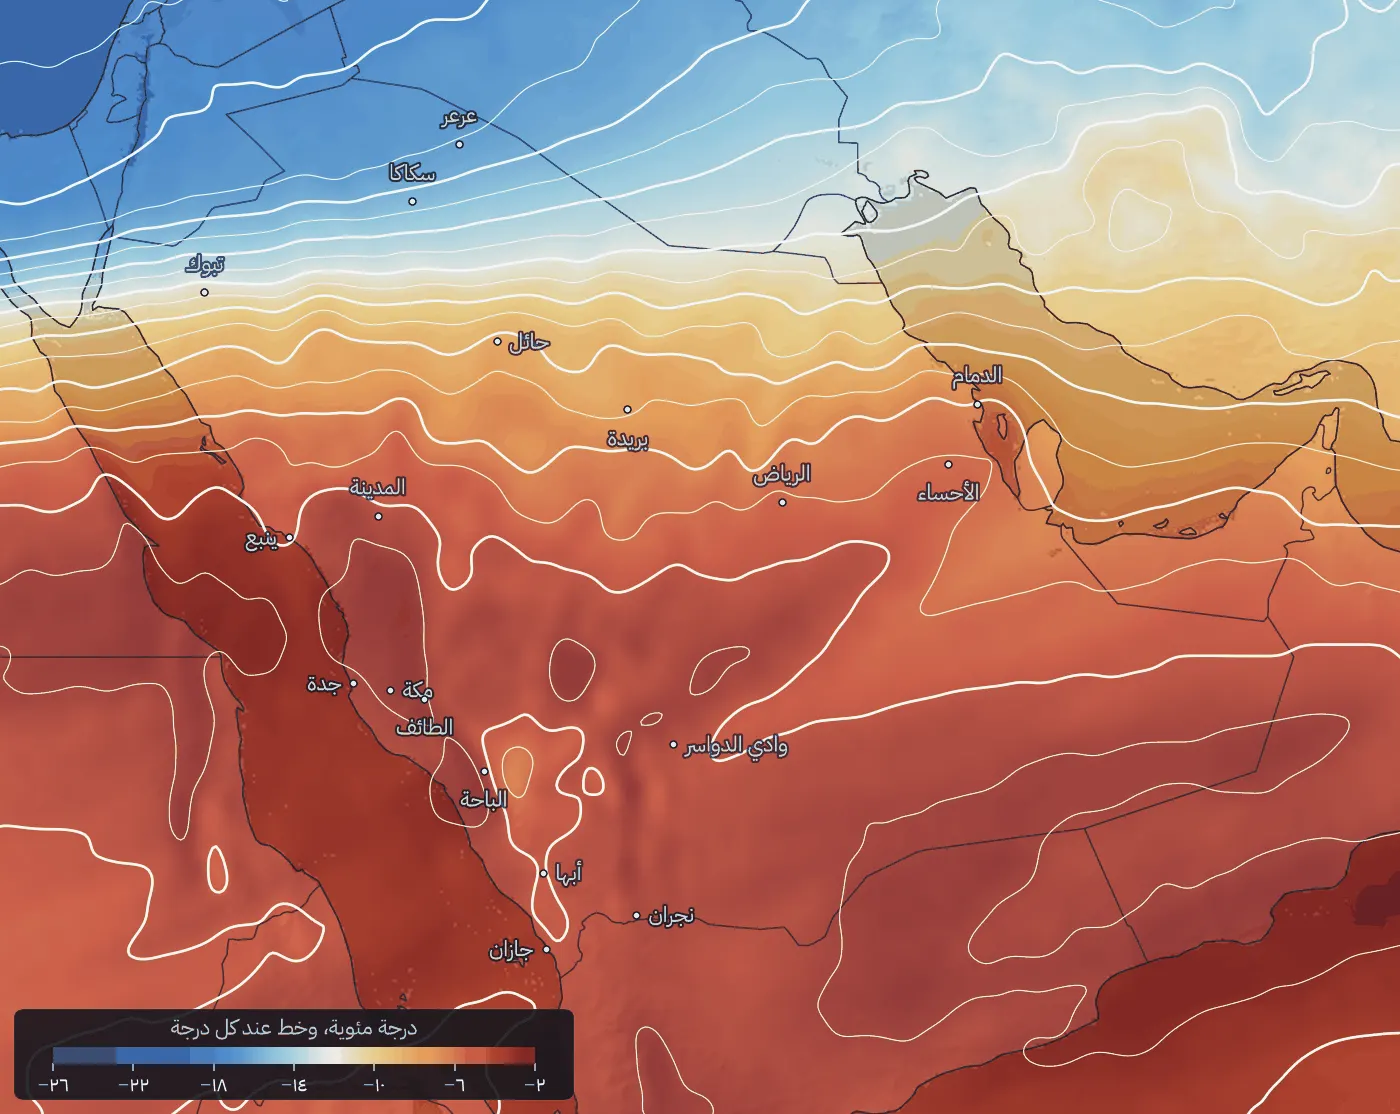 عرعر
سكاكا
تبوك
حائل
الدمام
بريدة
الرياض
الأحساء
المدينة
ينبع
جدة
مكة
الطائف
وادي الدواسر
الباحة
أبها
نجران
جازان
درجة مئوية، وخط عند كل درجة
−٢٦ −٢٢ −١٨ −١٤ −١٠ −٦ −٢